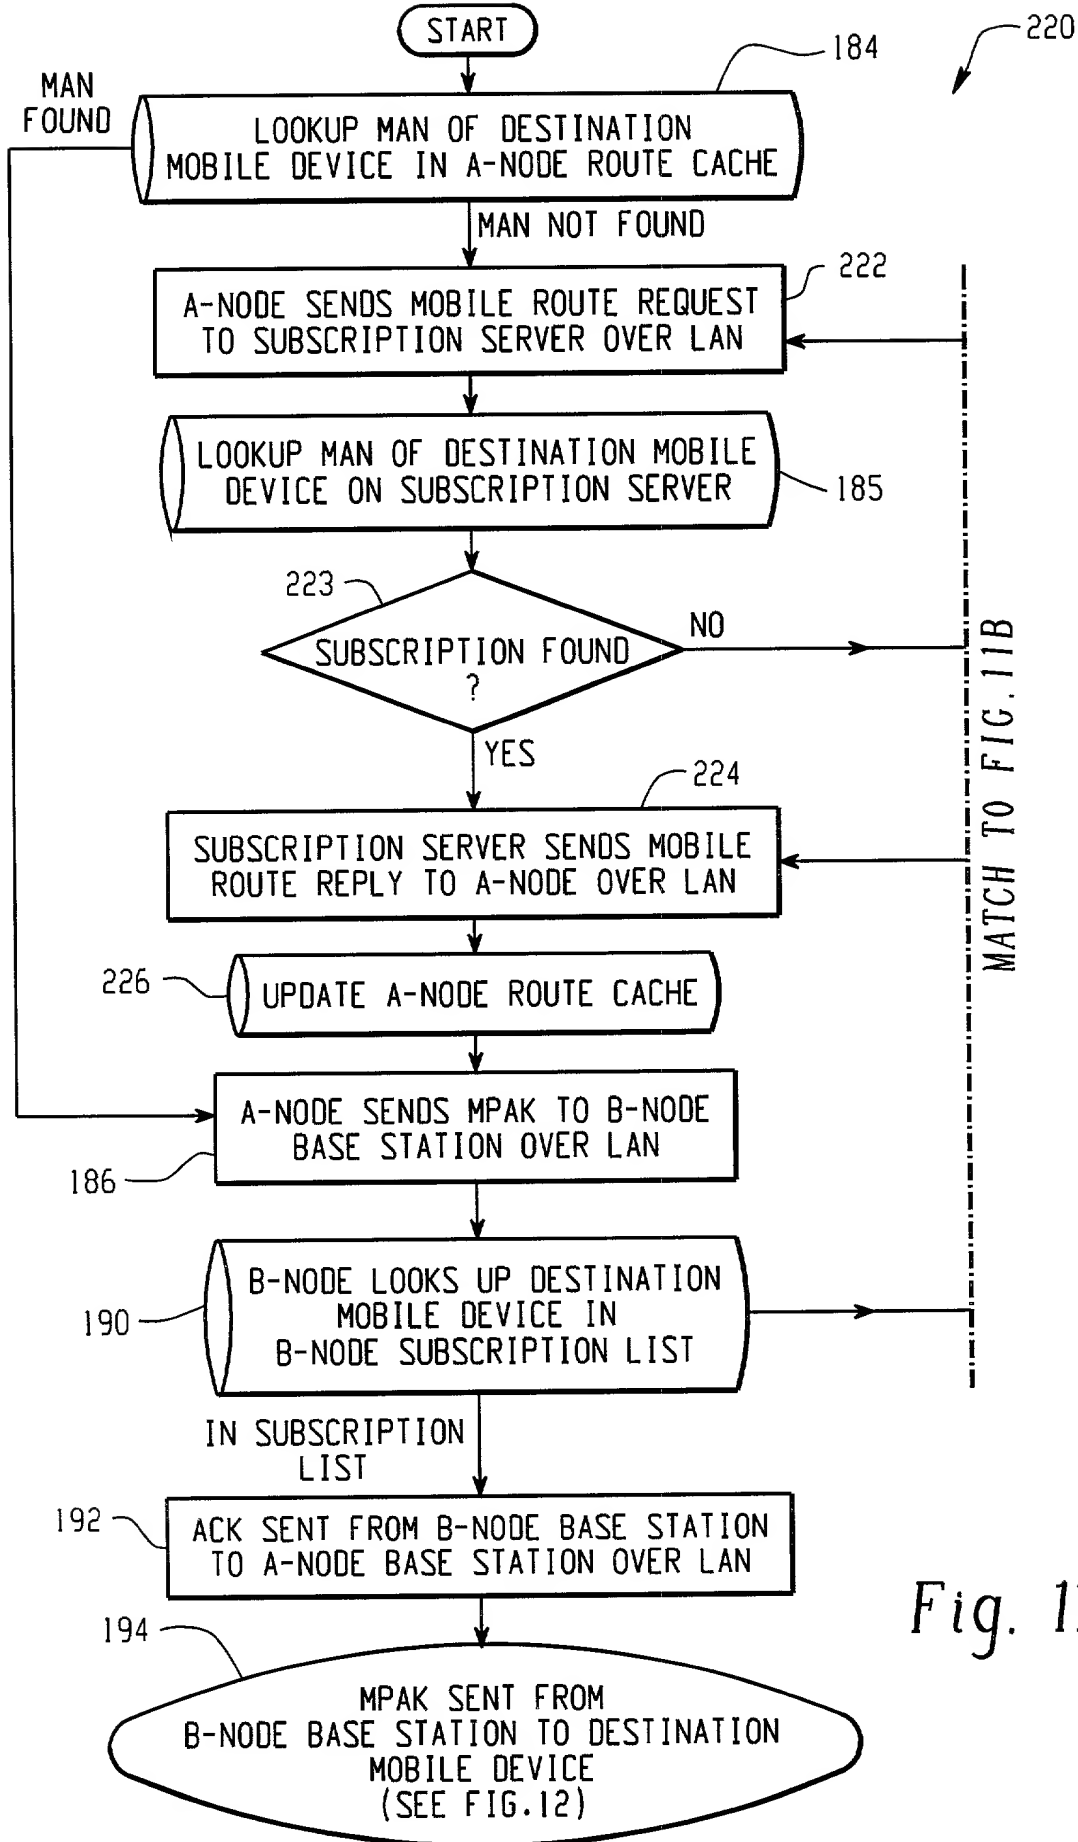 START
220
184
MAN
FOUND
LOOKUP MAN OF DESTINATION
MOBILE DEVICE IN A-NODE ROUTE CACHE
MAN NOT FOUND
222
A-NODE SENDS MOBILE ROUTE REQUEST
TO SUBSCRIPTION SERVER OVER LAN
LOOKUP MAN OF DESTINATION MOBILE
DEVICE ON SUBSCRIPTION SERVER
185
223
SUBSCRIPTION FOUND
?
NO
YES
MATCH TO FIG.11B
224
SUBSCRIPTION SERVER SENDS MOBILE
ROUTE REPLY TO A-NODE OVER LAN
226
UPDATE A-NODE ROUTE CACHE
A-NODE SENDS MPAK TO B-NODE
BASE STATION OVER LAN
186
B-NODE LOOKS UP DESTINATION
MOBILE DEVICE IN
B-NODE SUBSCRIPTION LIST
190
IN SUBSCRIPTION
LIST
192
ACK SENT FROM B-NODE BASE STATION
TO A-NODE BASE STATION OVER LAN
Fig.
194
MPAK SENT FROM
B-NODE BASE STATION TO DESTINATION
MOBILE DEVICE
(SEE FIG.12)